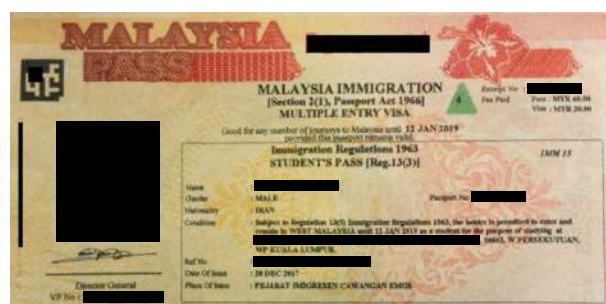 MALAYSIA
PASS
MALAYSIA IMMIGRATION
[Section 2(1), Passport Act 1966]
MULTIPLE ENTRY VISA
4
Receipt No :
Fee Paid Pass : MYR 60.00
Visa : MYR 20.00
Good for any number of journeys to Malaysia until 12 JAN 2019
provided this passport remains valid.
Immigration Regulations 1963
STUDENT'S PASS [Reg.13(3)]
IMM 15
Name :
Gender : MALE
Passport No
Nationality : IRAN
Condition : Subject to Regulation 13(5) Immigration Regulations 1963, the holder is permitted to enter and
remain in WEST MALAYSIA until 12 JAN 2019 as a student for the purpose of studying at
W.PERSEKUTUAN,
WP KUALA LUMPUR.
Ref No
Date Of Issue : 28 DEC 2017
Place Of Issue : PEJABAT IMIGRESEN CAWANGAN EMGS
Director General
VP No :